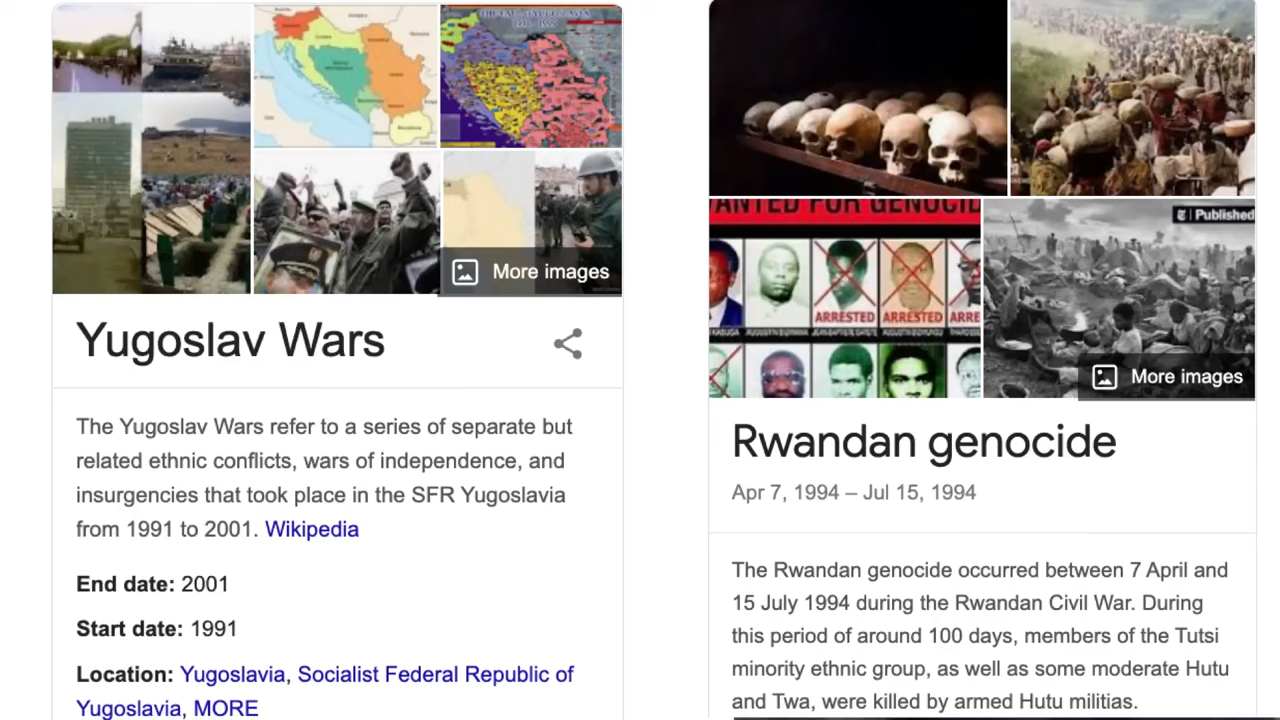 More images
Yugoslav Wars
The Yugoslav Wars refer to a series of separate but
related ethnic conflicts, wars of independence, and
insurgencies that took place in the SFR Yugoslavia
from 1991 to 2001. Wikipedia
End date: 2001
Start date: 1991
Location: Yugoslavia, Socialist Federal Republic of
Yugoslavia, MORE
WANTED FOR GENOCID
Published
ARRESTED
ARRESTED
ARRE
More images
Rwandan genocide
Apr 7, 1994 – Jul 15, 1994
The Rwandan genocide occurred between 7 April and
15 July 1994 during the Rwandan Civil War. During
this period of around 100 days, members of the Tutsi
minority ethnic group, as well as some moderate Hutu
and Twa, were killed by armed Hutu militias.